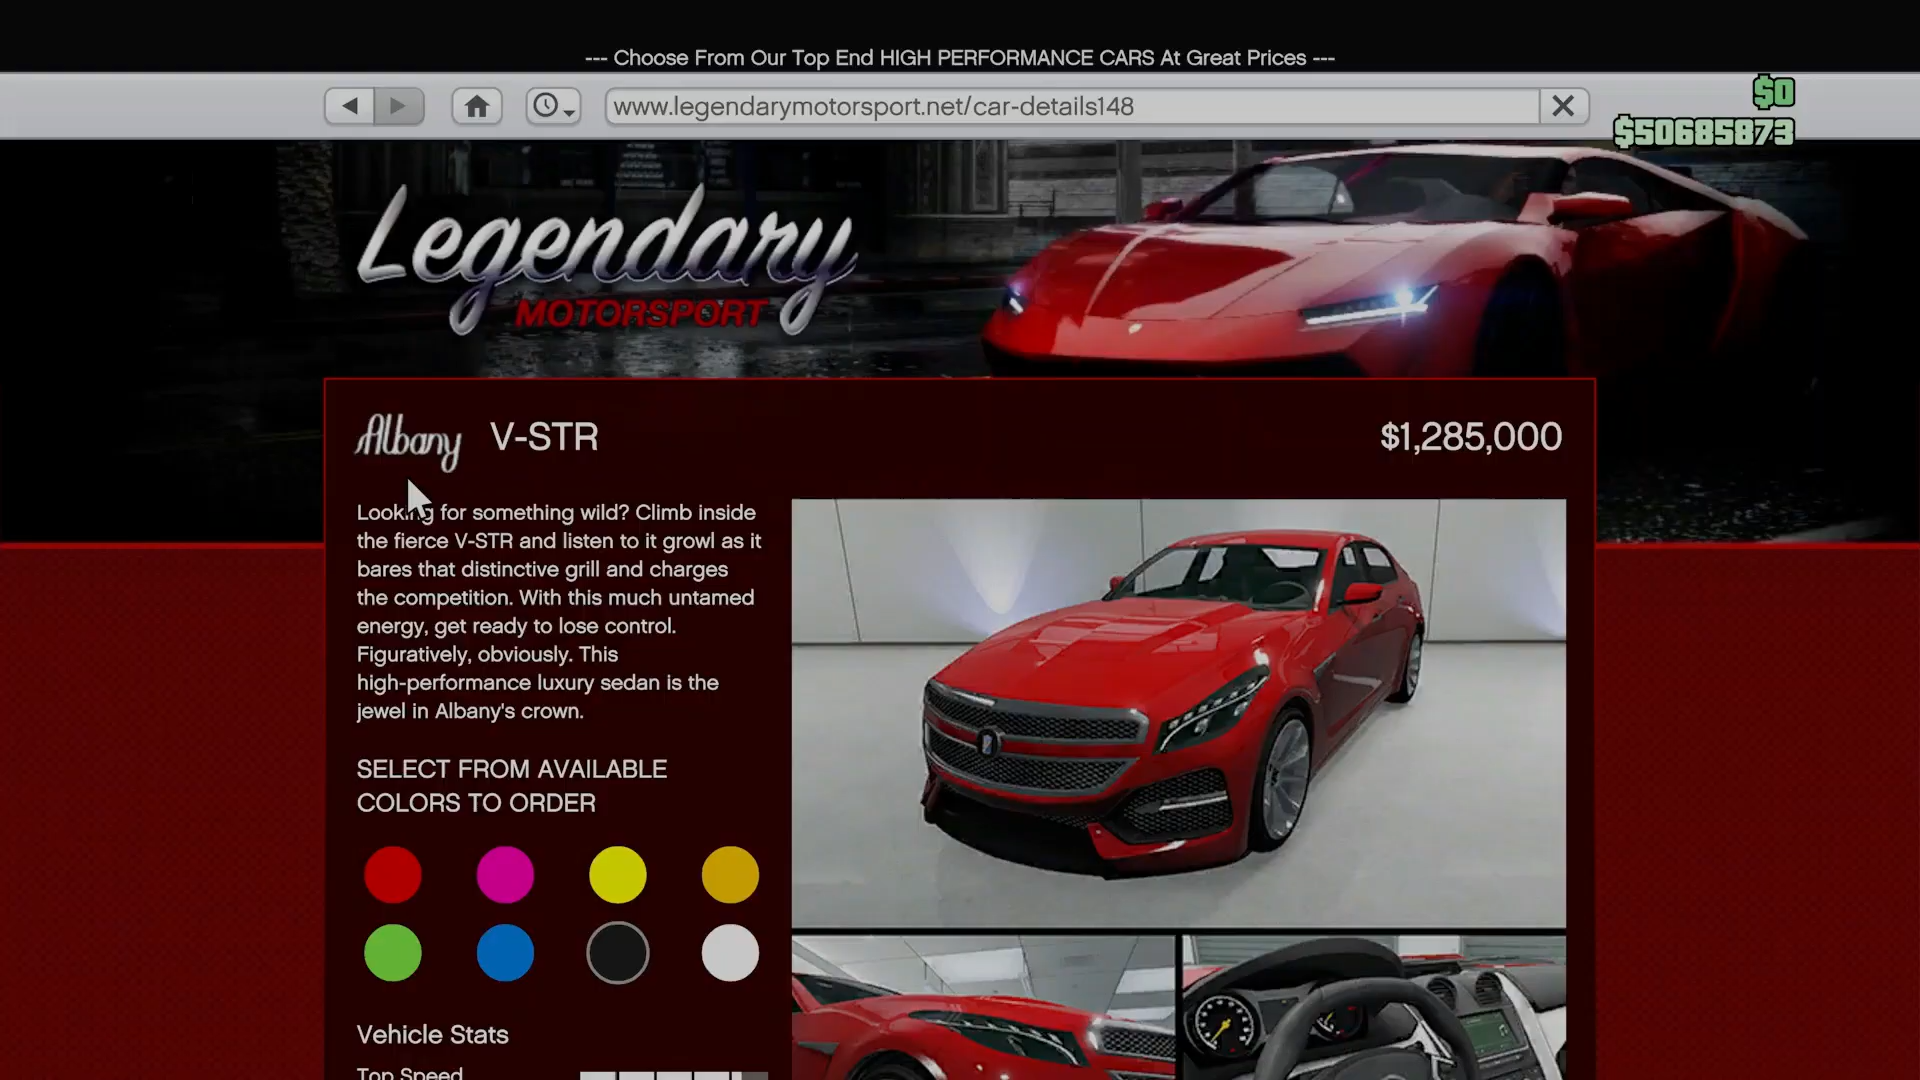 --- Choose From Our Top End HIGH PERFORMANCE CARS At Great Prices ---
www.legendarymotorsport.net/car-details148
$0
$50685873
Legendary
MOTORSPORT
Albany V-STR $1,285,000
Looking for something wild? Climb inside
the fierce V-STR and listen to it growl as it
bares that distinctive grill and charges
the competition. With this much untamed
energy, get ready to lose control.
Figuratively, obviously. This
high-performance luxury sedan is the
jewel in Albany's crown.
SELECT FROM AVAILABLE
COLORS TO ORDER
Vehicle Stats
Top Speed